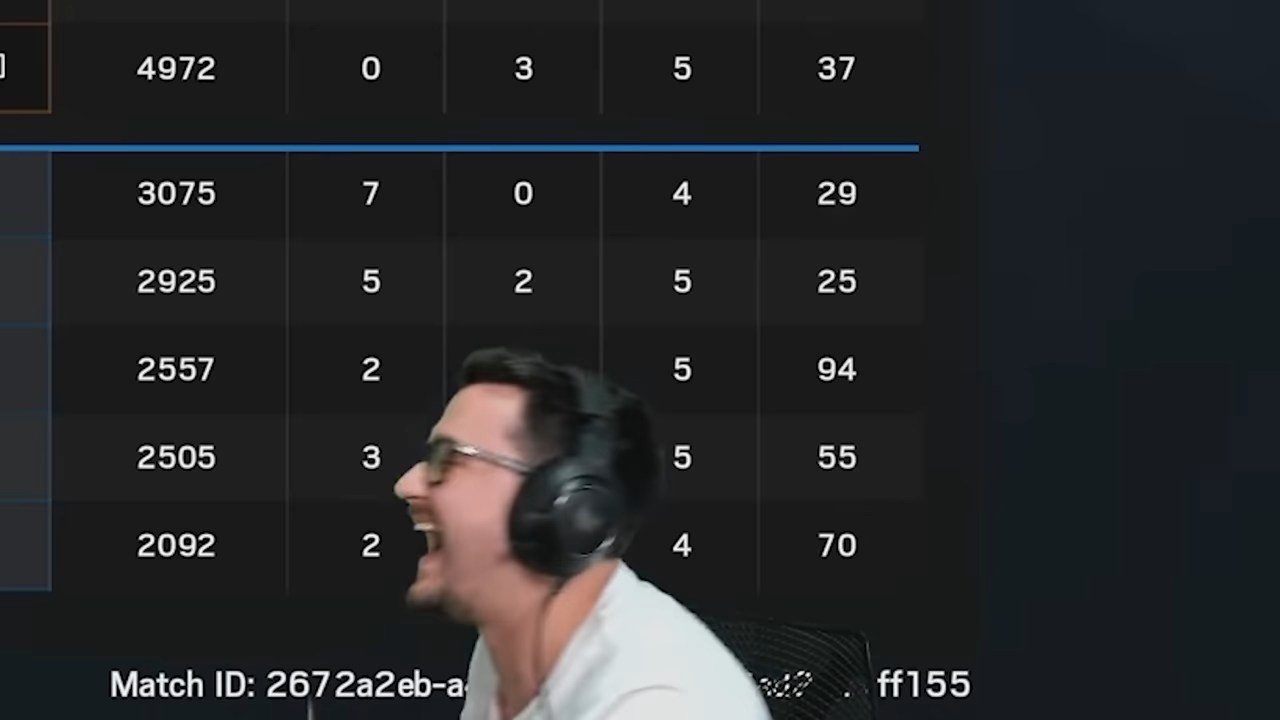 4972 0 3 5 37
3075 7 0 4 29
2925 5 2 5 25
2557 2 5 94
2505 3 5 55
2092 2 4 70
Match ID: 2672a2eb-a ff155